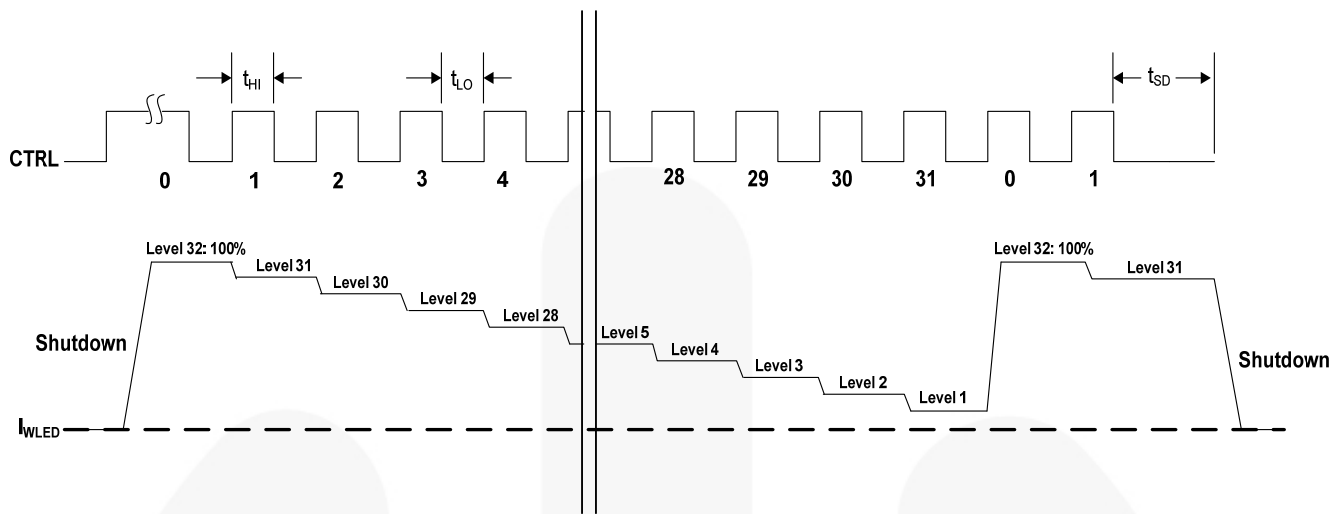 tHI
tLO
tSD
CTRL
0 1 2 3 4 28 29 30 31 0 1
Level 32: 100%
Level 31
Level 30
Level 29
Level 28
Level 5
Level 4
Level 3
Level 2
Level 1
Level 32: 100%
Level 31
Shutdown
Shutdown
IWLED